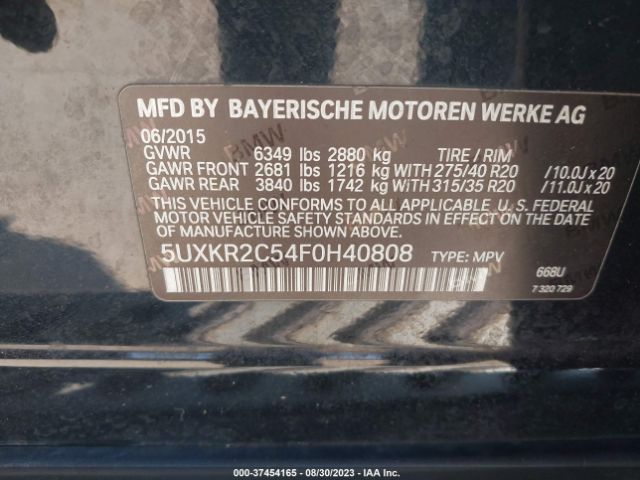 MFD BY BAYERISCHE MOTOREN WERKE AG
06/2015
GVWR 6349 lbs 2880 kg TIRE / RIM
GAWR FRONT 2681 lbs 1216 kg WITH 275/40 R20 /10.0J x 20
GAWR REAR 3840 lbs 1742 kg WITH 315/35 R20 /11.0J x 20
THIS VEHICLE CONFORMS TO ALL APPLICABLE, U. S. FEDERAL
MOTOR VEHICLE SAFETY STANDARDS IN EFFECT ON THE DATE
OF MANUFACTURE SHOWN ABOVE.
5UXKR2C54F0H40808 TYPE: MPV
668U
7 320 729
BMW
© 37454165 - 08/30/2023 - IAA Inc.